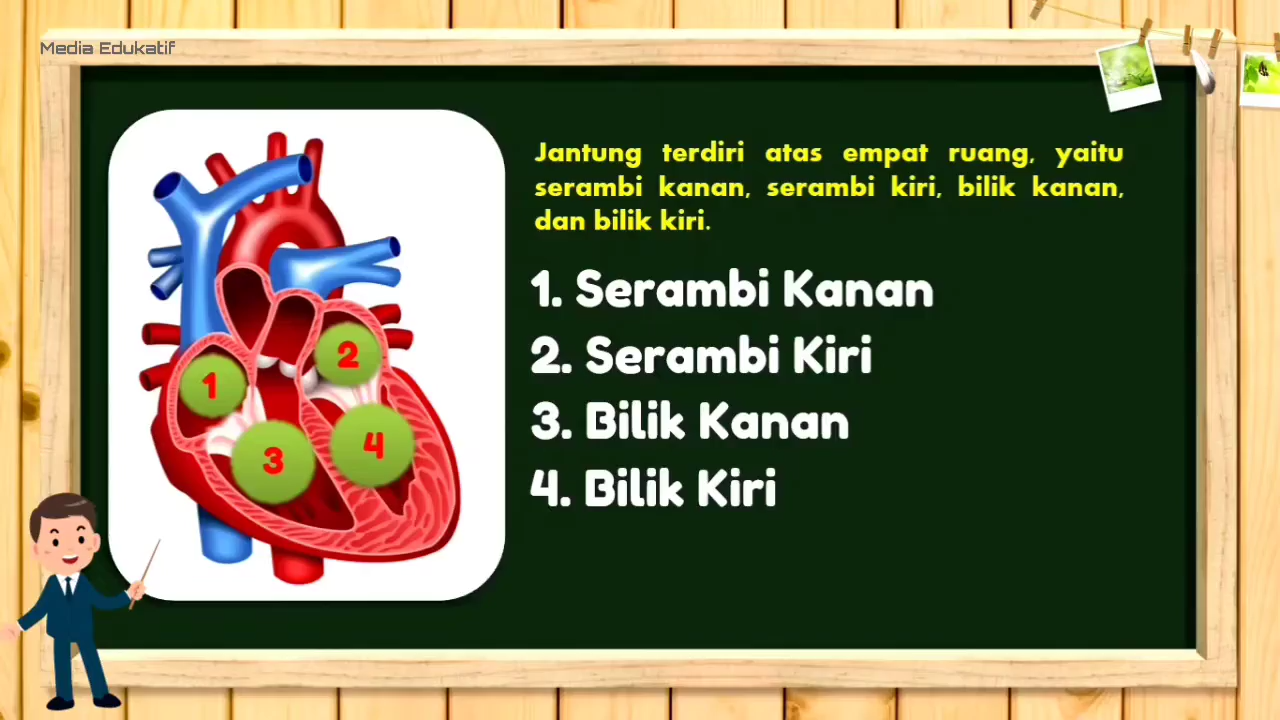 Media Edukatif
Jantung terdiri atas empat ruang, yaitu
serambi kanan, serambi kiri, bilik kanan,
dan bilik kiri.
1. Serambi Kanan
2. Serambi Kiri
3. Bilik Kanan
4. Bilik Kiri
2
1
4
3